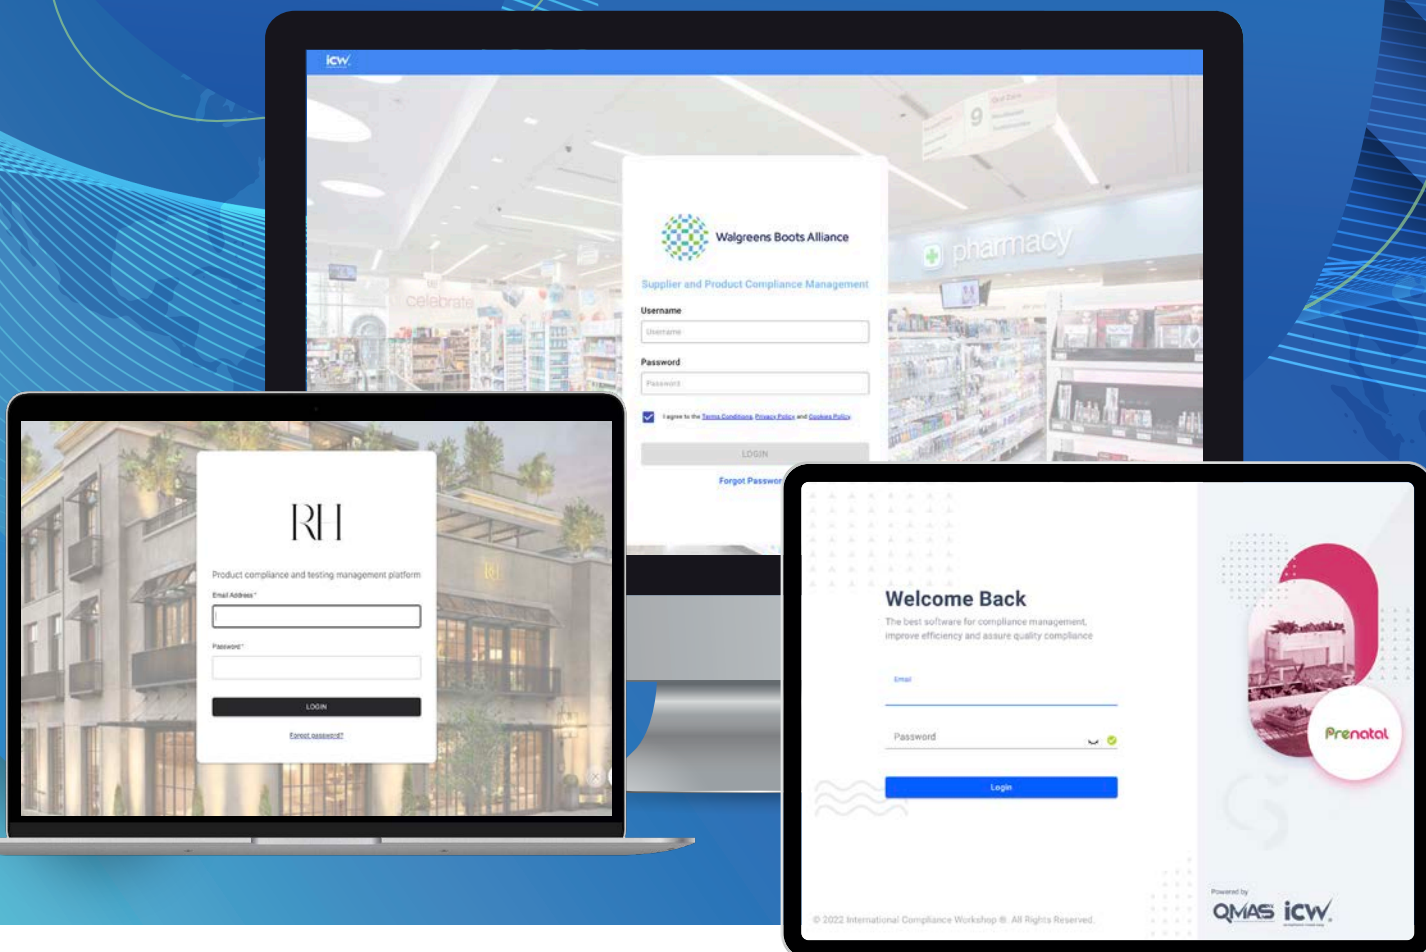 icw.
9
celebrate
pharmacy
Walgreens Boots Alliance
Supplier and Product Compliance Management
Username
Username
Password
Password
I agree to the Terms Conditions, Privacy Policy and Cookies Policy
LOGIN
Forgot Passwor
RH
RH
Product compliance and testing management platform
Email Address *
Password *
LOGIN
Forgot password?
Welcome Back
The best software for compliance management,
improve efficiency and assure quality compliance
Email
Password
Login
© 2022 International Compliance Workshop ®. All Rights Reserved.
Prenatal
Powered by
QMAS icw.